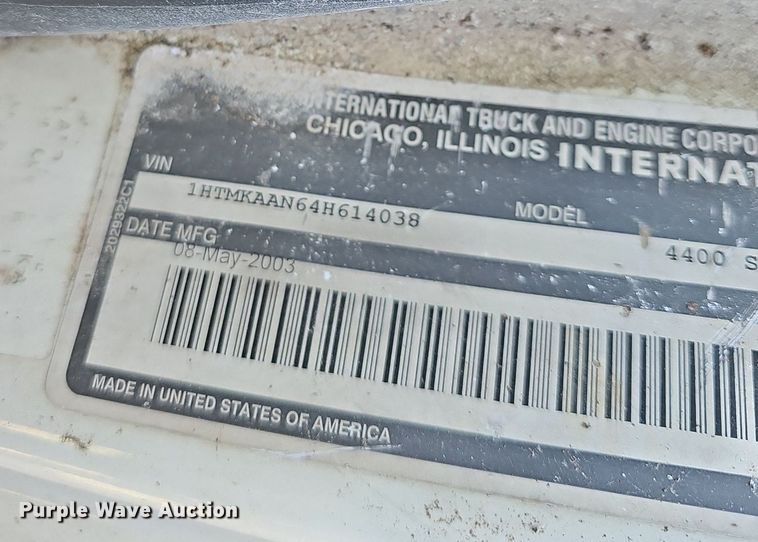 INTERNATIONAL TRUCK AND ENGINE CORPO
CHICAGO, ILLINOIS INTERNAT
VIN
1HTMKAAN64H614038
MODEL
4400 S
DATE MFG
08-May-2003
2029322C1
MADE IN UNITED STATES OF AMERICA
Purple Wave Auction